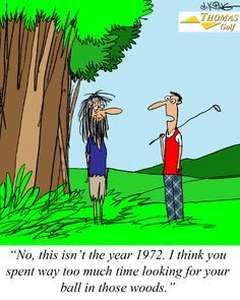 THOMAS
Golf
"No, this isn't the year 1972. I think you
spent way too much time looking for your
ball in those woods."